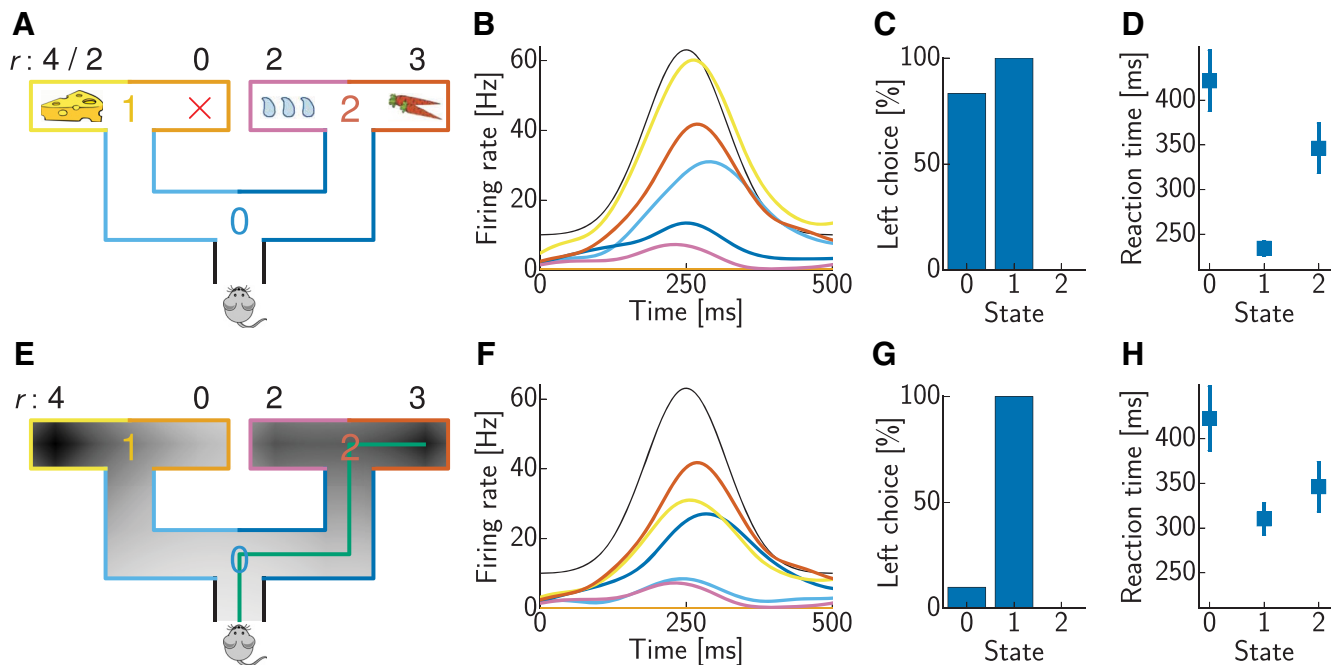 A
r : 4 / 2 0 2 3
1 2
0
B
Firing rate [Hz]
60
40
20
0
0 250 500
Time [ms]
C
Left choice [%]
100
50
0
0 1 2
State
D
Reaction time [ms]
400
350
300
250
0 1 2
State
E
r : 4 0 2 3
1 2
0
F
Firing rate [Hz]
60
40
20
0
0 250 500
Time [ms]
G
Left choice [%]
100
50
0
0 1 2
State
H
Reaction time [ms]
400
350
300
250
0 1 2
State